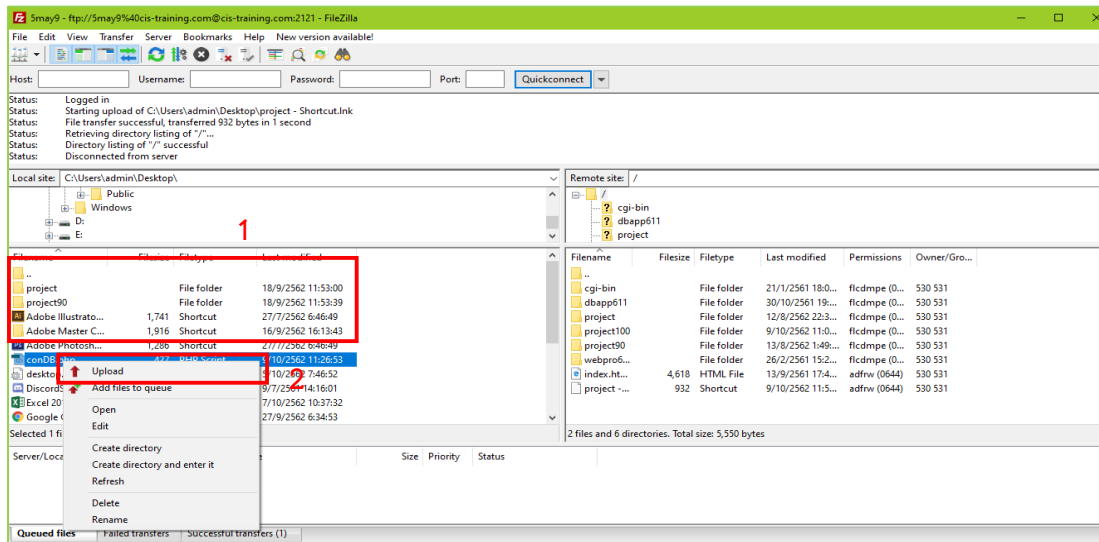 5may9 - ftp://5may9%40cis-training.com@cis-training.com:2121 - FileZilla
File Edit View Transfer Server Bookmarks Help New version available!
Host: Username: Password: Port: Quickconnect
Status: Logged in
Status: Starting upload of C:\Users\admin\Desktop\project - Shortcut.lnk
Status: File transfer successful, transferred 932 bytes in 1 second
Status: Retrieving directory listing of "/"...
Status: Directory listing of "/" successful
Status: Disconnected from server
Local site: C:\Users\admin\Desktop\
Public
Windows
D:
E:
1
Filename Filesize Filetype Last modified
..
project File folder 18/9/2562 11:53:00
project90 File folder 18/9/2562 11:53:39
Adobe Illustrato... 1,741 Shortcut 27/7/2562 6:46:49
Adobe Master C... 1,916 Shortcut 16/9/2562 16:13:43
Adobe Photosh... 1,286 Shortcut 27/7/2562 6:46:49
conDB.php 427 PHP Script 9/10/2562 11:26:53
desktop. /10/2562 7:46:52
Discord 9/7/2561 14:16:01
Excel 20 7/10/2562 10:37:32
Google 27/9/2562 6:34:53
Selected 1 fi
Upload
2
Add files to queue
Open
Edit
Create directory
Create directory and enter it
Refresh
Delete
Rename
Remote site: /
/
cgi-bin
dbapp611
project
Filename Filesize Filetype Last modified Permissions Owner/Gro...
..
cgi-bin File folder 21/1/2561 18:0... flcdmpe (0... 530 531
dbapp611 File folder 30/10/2561 19:... flcdmpe (0... 530 531
project File folder 12/8/2562 22:3... flcdmpe (0... 530 531
project100 File folder 9/10/2562 11:0... flcdmpe (0... 530 531
project90 File folder 13/8/2562 1:49:... flcdmpe (0... 530 531
webpro6... File folder 26/2/2561 15:2... flcdmpe (0... 530 531
index.ht... 4,618 HTML File 13/9/2561 17:4... adfrw (0644) 530 531
project -... 932 Shortcut 9/10/2562 11:5... adfrw (0644) 530 531
2 files and 6 directories. Total size: 5,550 bytes
Server/Loca Size Priority Status
Queued files Failed transfers Successful transfers (1)